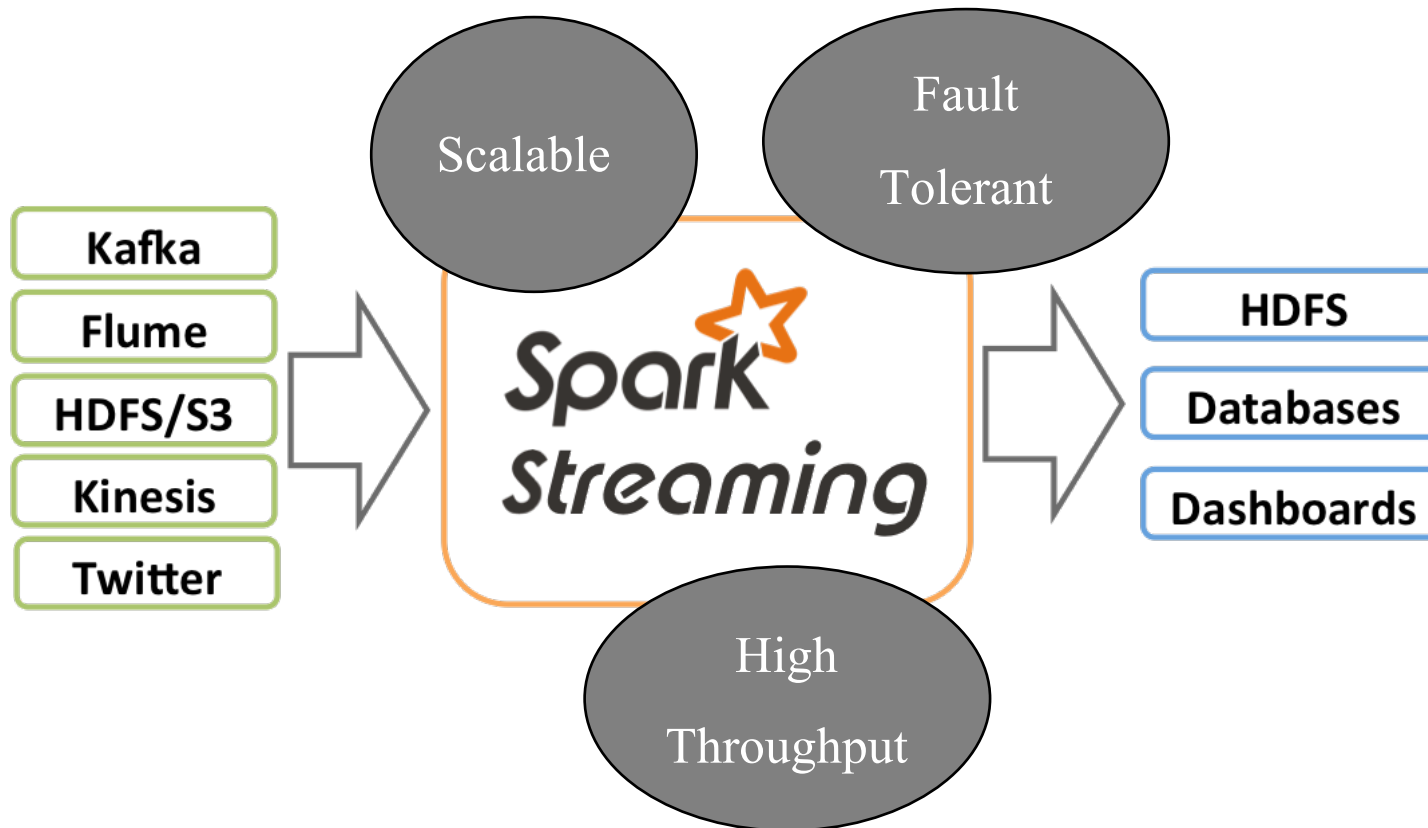 Scalable
Fault
Tolerant
Kafka
Flume
HDFS/S3
Kinesis
Twitter
Spark
Streaming
HDFS
Databases
Dashboards
High
Throughput